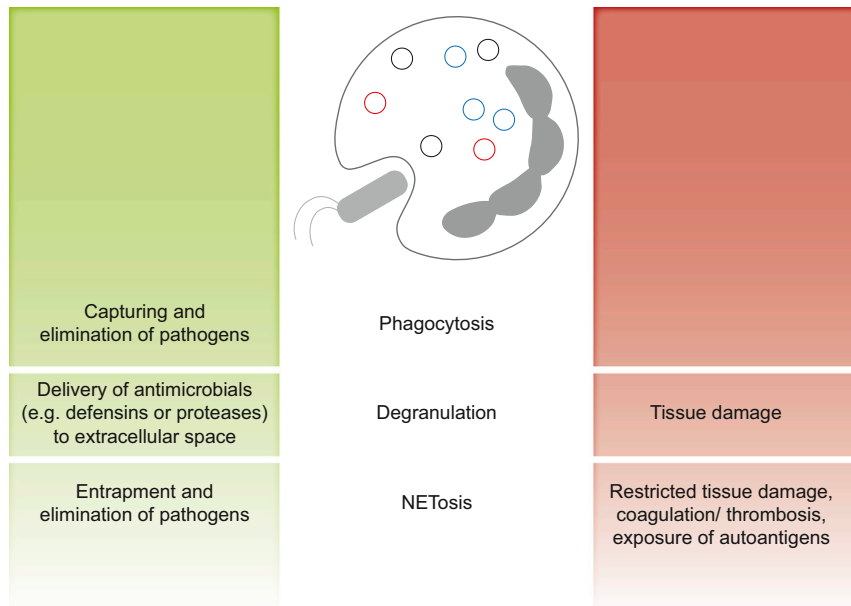 Capturing and
elimination of pathogens
Phagocytosis
Delivery of antimicrobials
(e.g. defensins or proteases)
to extracellular space
Degranulation
Tissue damage
Entrapment and
elimination of pathogens
NETosis
Restricted tissue damage,
coagulation/ thrombosis,
exposure of autoantigens